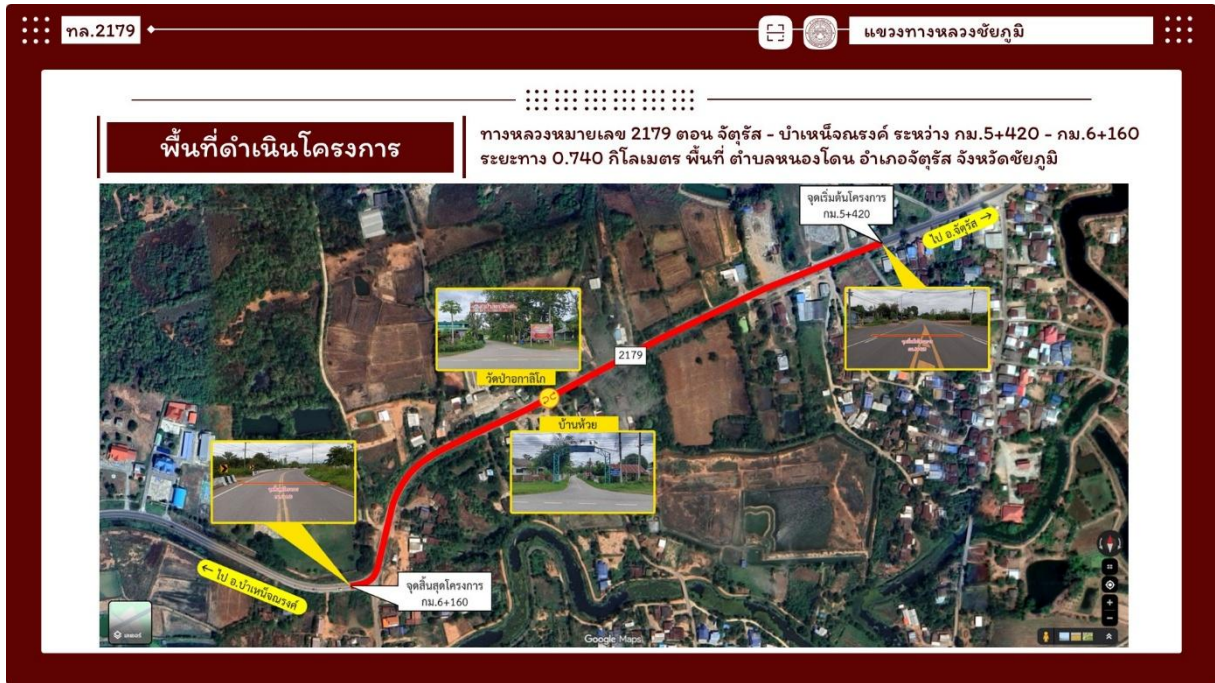 ทล.2179
แขวงทางหลวงชัยภูมิ
พื้นที่ดำเนินโครงการ
ทางหลวงหมายเลข 2179 ตอน จัตุรัส - บำเหน็จณรงค์ ระหว่าง กม.5+420 - กม.6+160
ระยะทาง 0.740 กิโลเมตร พื้นที่ ตำบลหนองโดน อำเภอจัตุรัส จังหวัดชัยภูมิ
จุดเริ่มต้นโครงการ
กม.5+420
ไป อ.จัตุรัส →
2179
วัดป่าอกาลิโก
บ้านห้วย
← ไป อ.บำเหน็จณรงค์
จุดสิ้นสุดโครงการ
กม.6+160
เลเยอร์
Google Maps